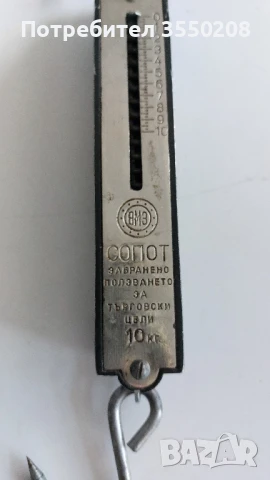 Потребител 3550208
0
2
3
4
5
6
7
8
9
10
ВМЗ
СОПОТ
ЗАБРАНЕНО
ПОЛЗВАНЕТО
ЗА
ТЪРГОВСКИ
ЦЕЛИ
10 кг
BAZAR